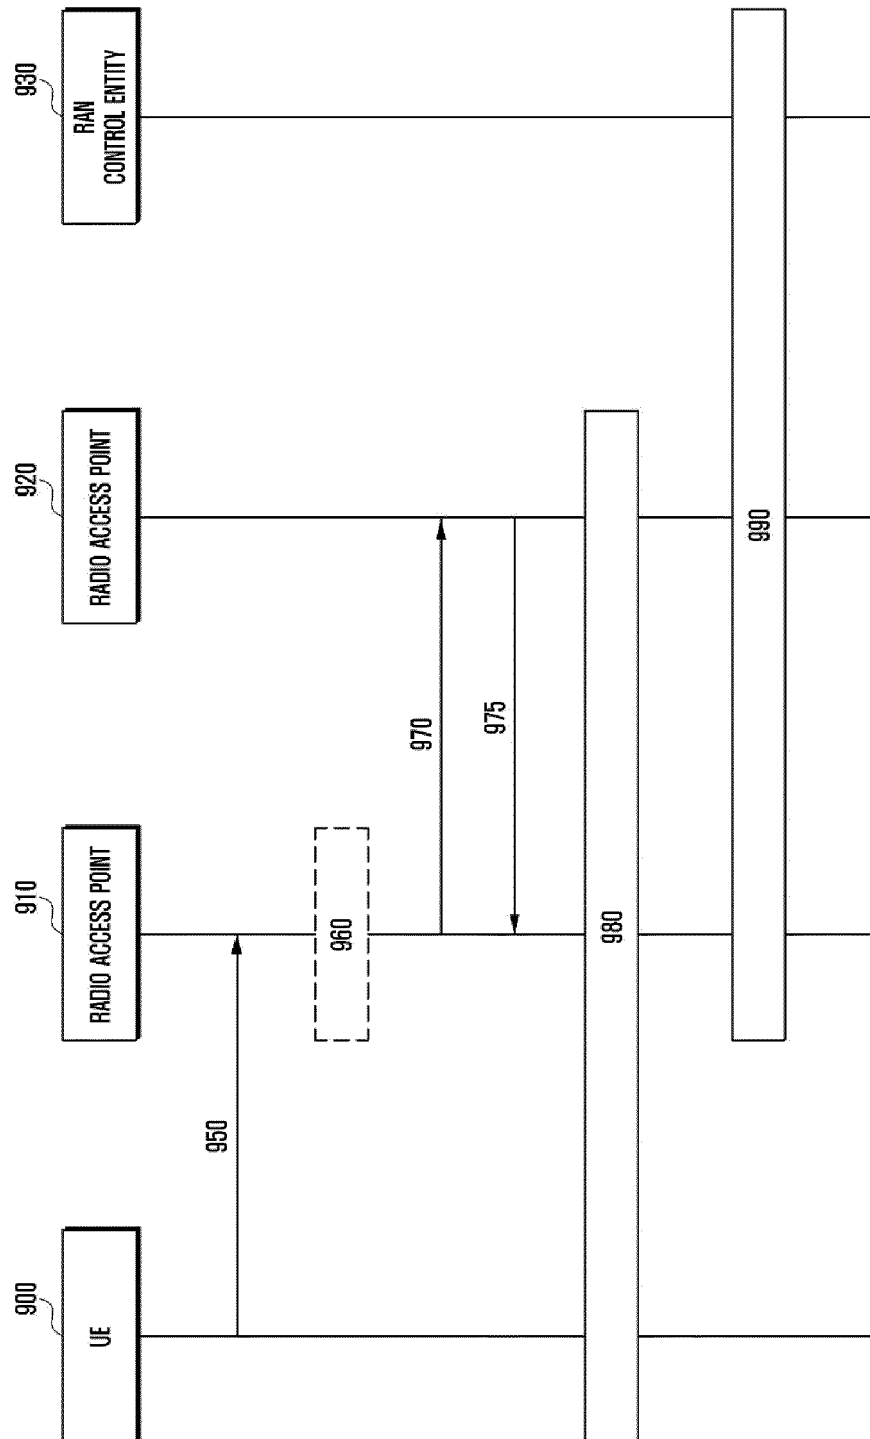 900
UE
910
RADIO ACCESS POINT
920
RADIO ACCESS POINT
930
RAN
CONTROL ENTITY
950
960
970
975
980
990